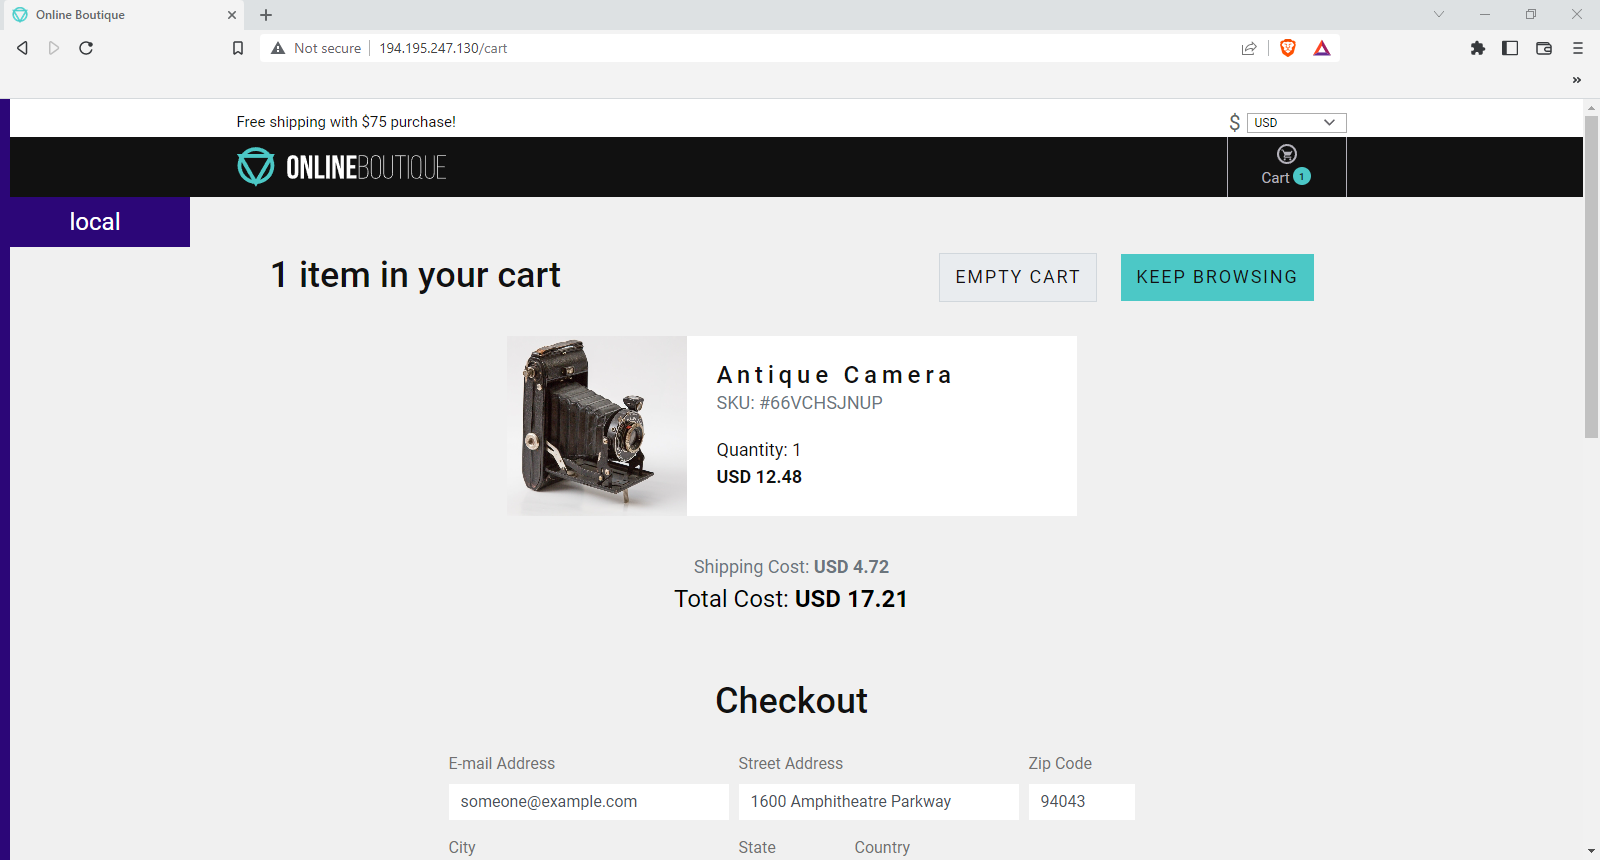 Online Boutique
Not secure 194.195.247.130/cart
Free shipping with $75 purchase!
$ USD
ONLINEBOUTIQUE
Cart 1
local
1 item in your cart
EMPTY CART
KEEP BROWSING
Antique Camera
SKU: #66VCHSJNUP
Quantity: 1
USD 12.48
Shipping Cost: USD 4.72
Total Cost: USD 17.21
Checkout
E-mail Address Street Address Zip Code
someone@example.com 1600 Amphitheatre Parkway 94043
City State Country